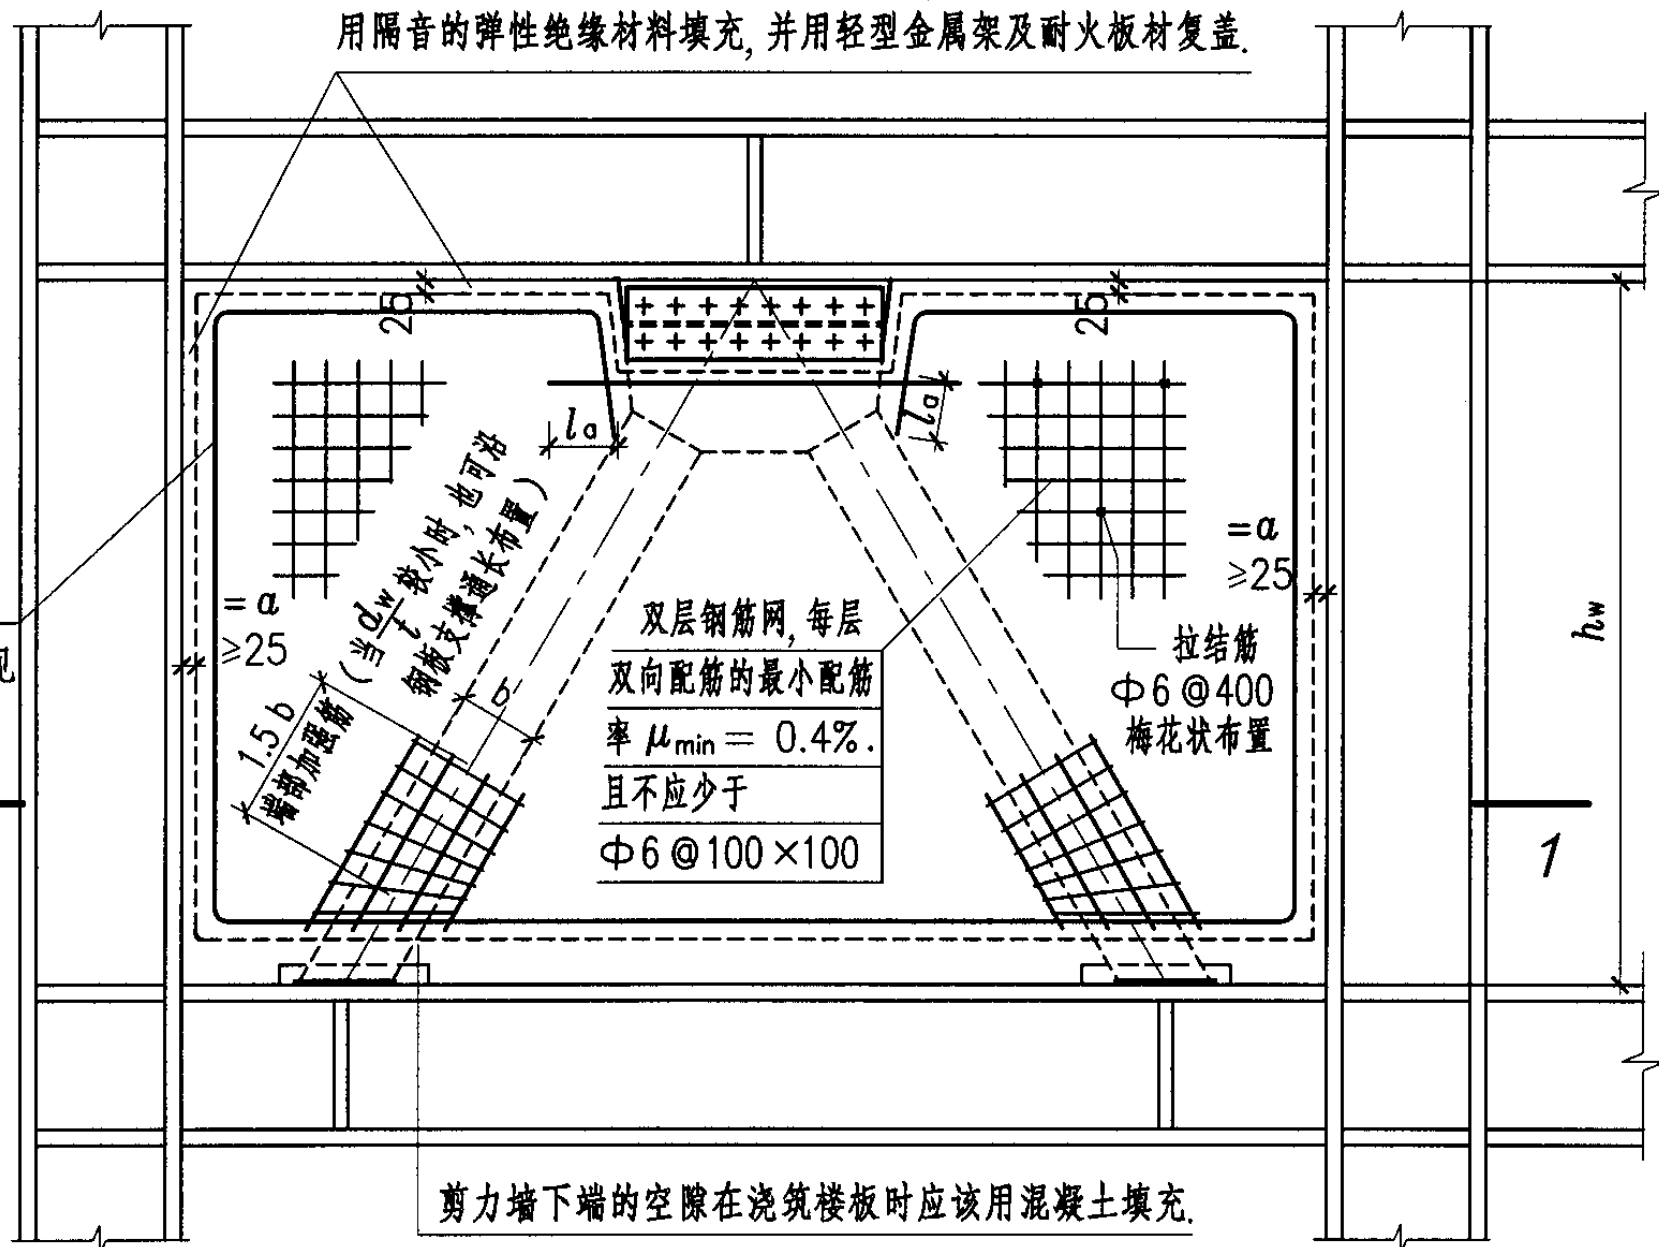 用隔音的弹性绝缘材料填充,并用轻型金属架及耐火板材复盖.
25
25
la
la
=a
≥25
=a
≥25
(当dw/t较小时,也可沿
钢板支撑通长布置)
b
1.5b
端部加强筋
双层钢筋网,每层
双向配筋的最小配筋
率 μmin = 0.4%.
且不应少于
Φ6@100×100
拉结筋
Φ6@400
梅花状布置
hw
1
剪力墙下端的空隙在浇筑楼板时应该用混凝土填充.